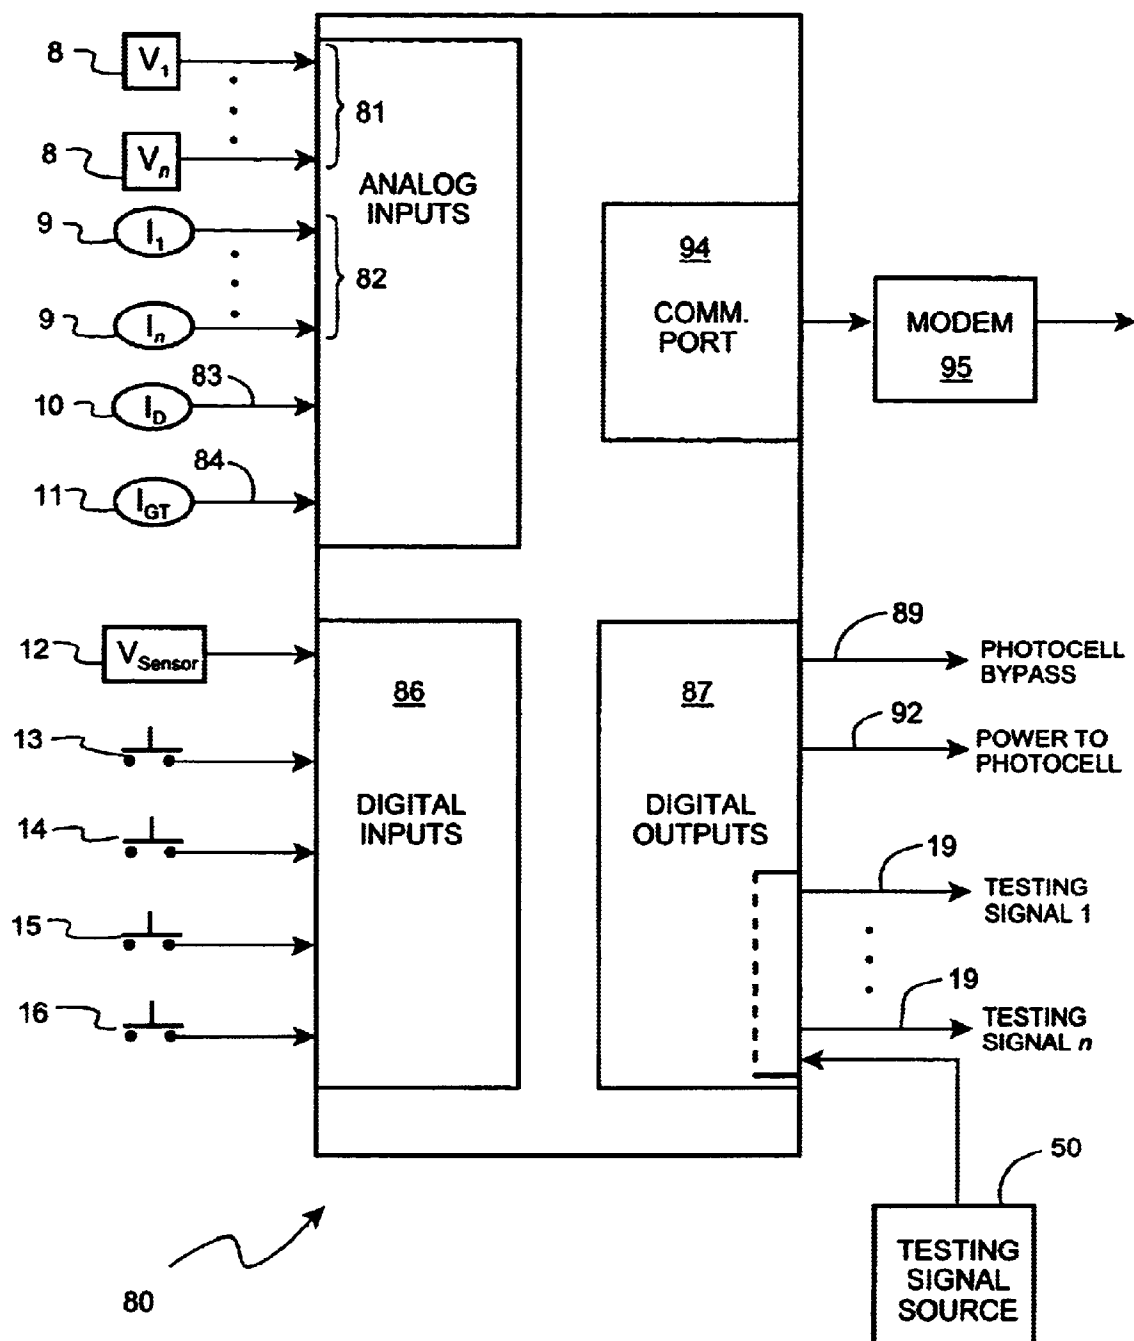 8
V1
81
8
Vn
ANALOG
INPUTS
9
I1
82
9
In
94
COMM.
PORT
MODEM
95
83
10
ID
84
11
IGT
12
VSensor
86
87
89
PHOTOCELL
BYPASS
92
POWER TO
PHOTOCELL
13
DIGITAL
INPUTS
DIGITAL
OUTPUTS
14
19
TESTING
SIGNAL 1
15
19
TESTING
SIGNAL n
16
50
TESTING
SIGNAL
SOURCE
80